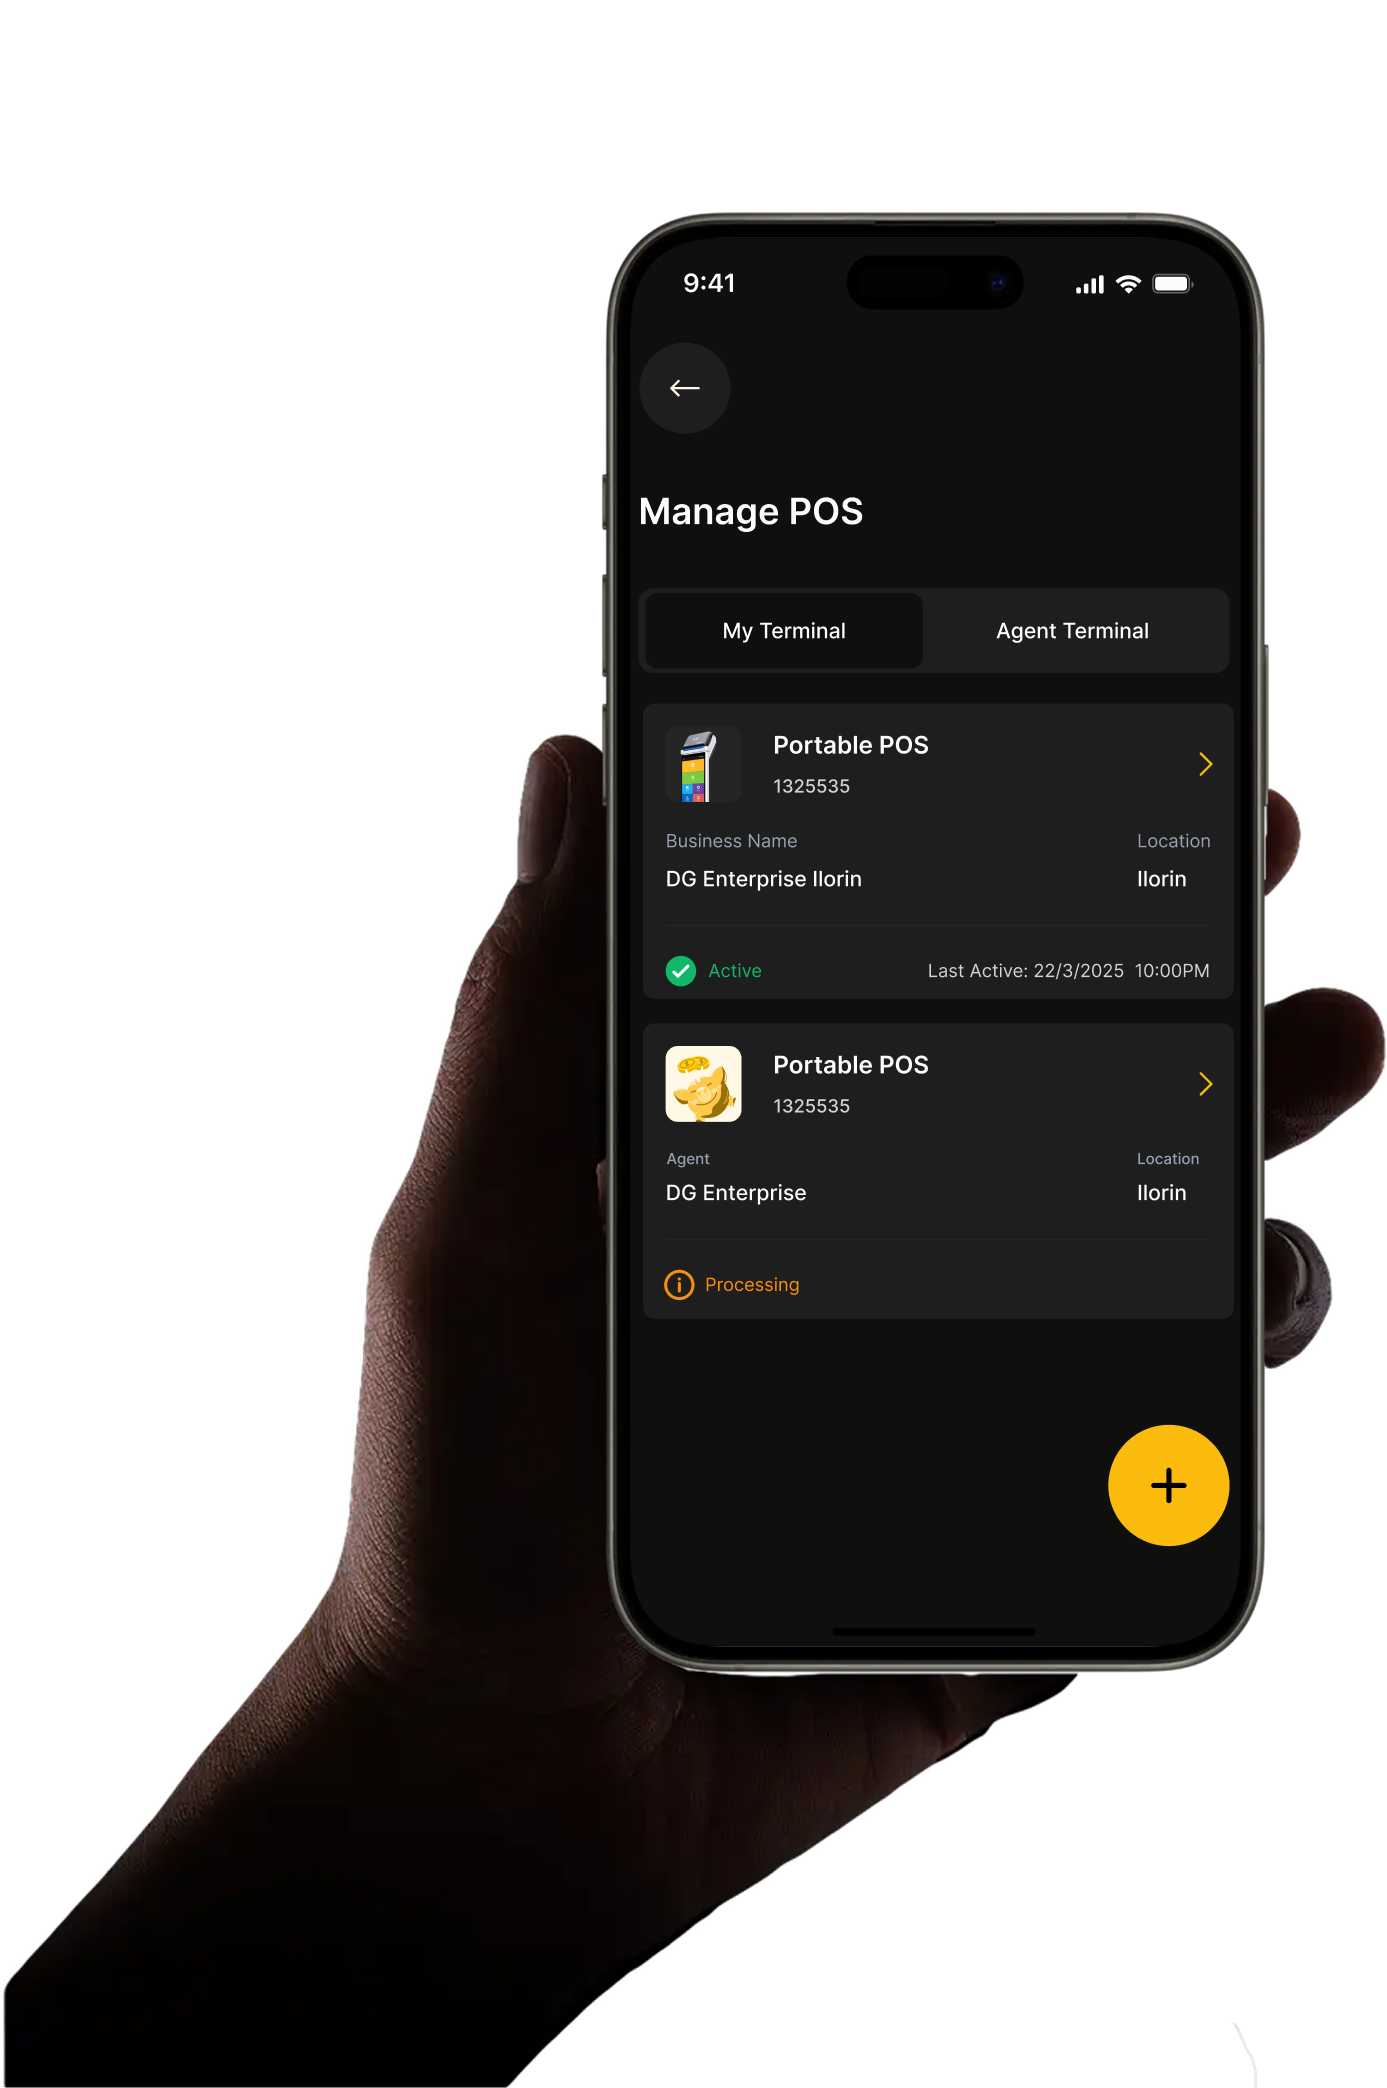 9:41
Manage POS
My Terminal Agent Terminal
Portable POS
1325535
Business Name Location
DG Enterprise Ilorin Ilorin
Active Last Active: 22/3/2025 10:00PM
Portable POS
1325535
Agent Location
DG Enterprise Ilorin
Processing